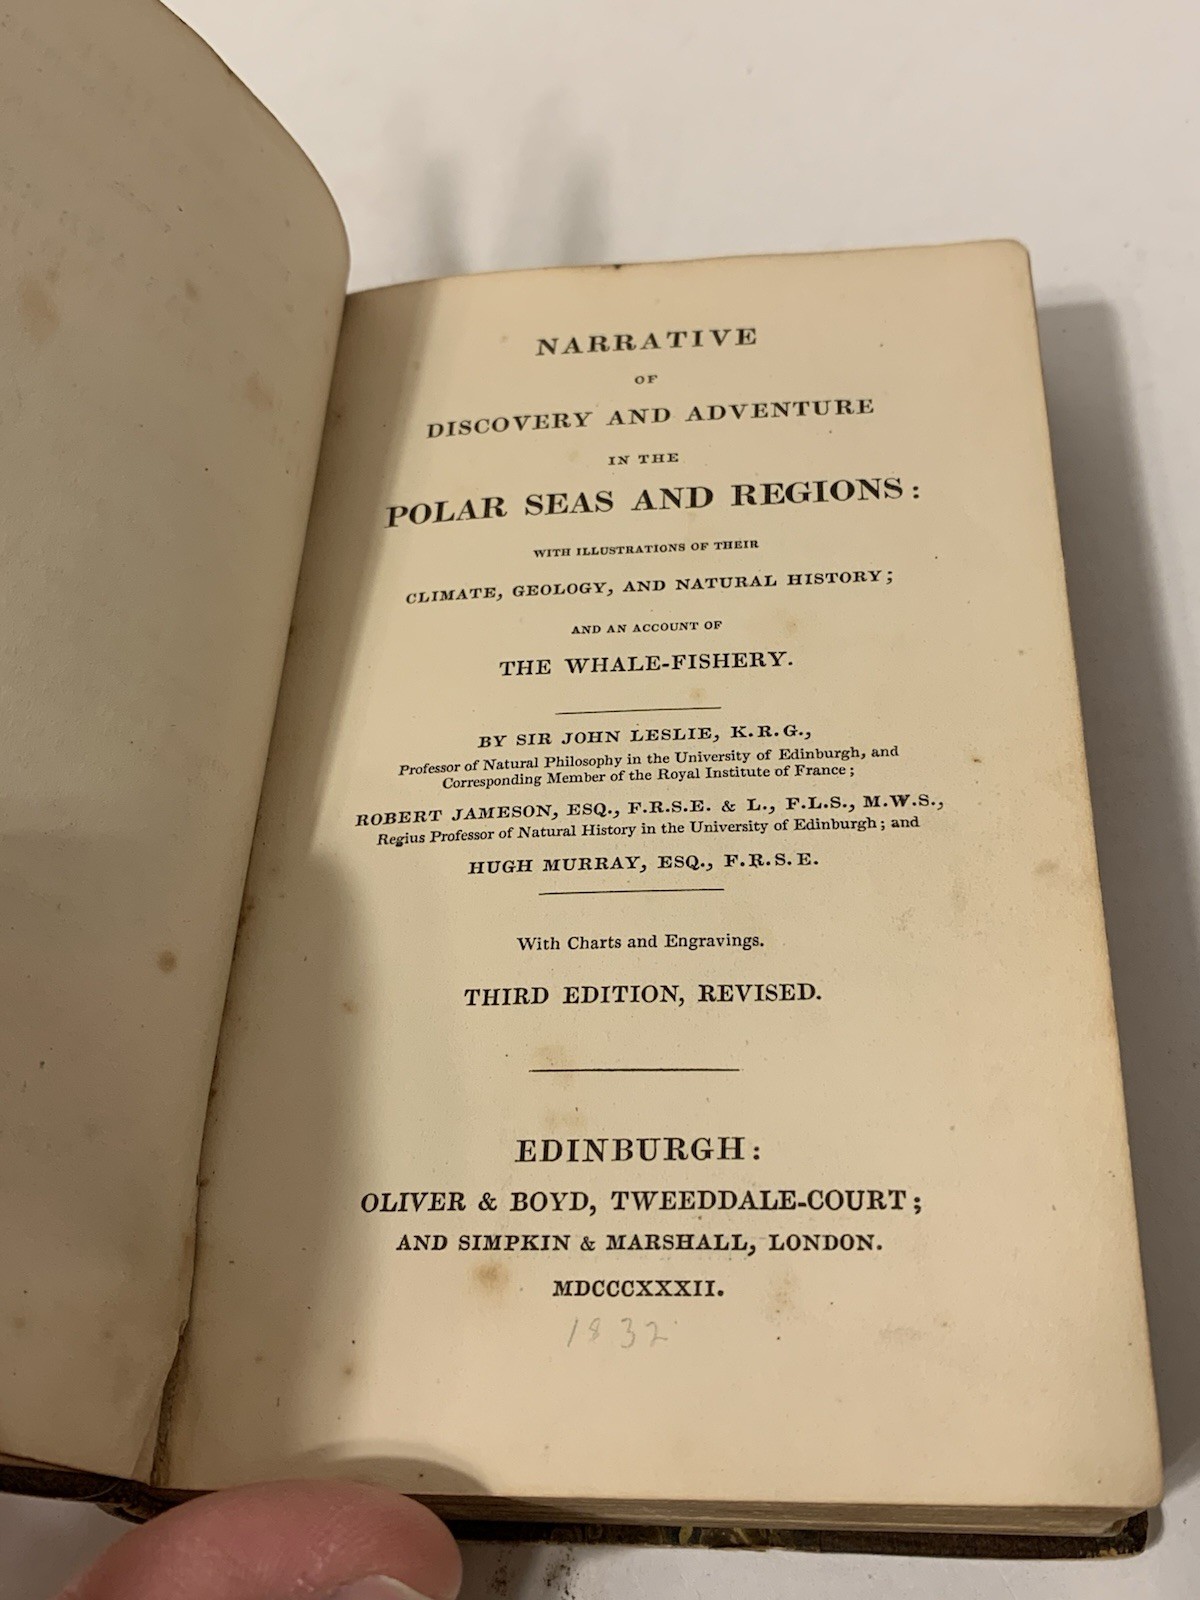 NARRATIVE
OF
DISCOVERY AND ADVENTURE
IN THE
POLAR SEAS AND REGIONS:
WITH ILLUSTRATIONS OF THEIR
CLIMATE, GEOLOGY, AND NATURAL HISTORY;
AND AN ACCOUNT OF
THE WHALE-FISHERY.
BY SIR JOHN LESLIE, K.R.G.,
Professor of Natural Philosophy in the University of Edinburgh, and
Corresponding Member of the Royal Institute of France;
ROBERT JAMESON, ESQ., F.R.S.E. & L., F.L.S., M.W.S.,
Regius Professor of Natural History in the University of Edinburgh; and
HUGH MURRAY, ESQ., F.R.S.E.
With Charts and Engravings.
THIRD EDITION, REVISED.
EDINBURGH:
OLIVER & BOYD, TWEEDDALE-COURT;
AND SIMPKIN & MARSHALL, LONDON.
MDCCCXXXII.
1832